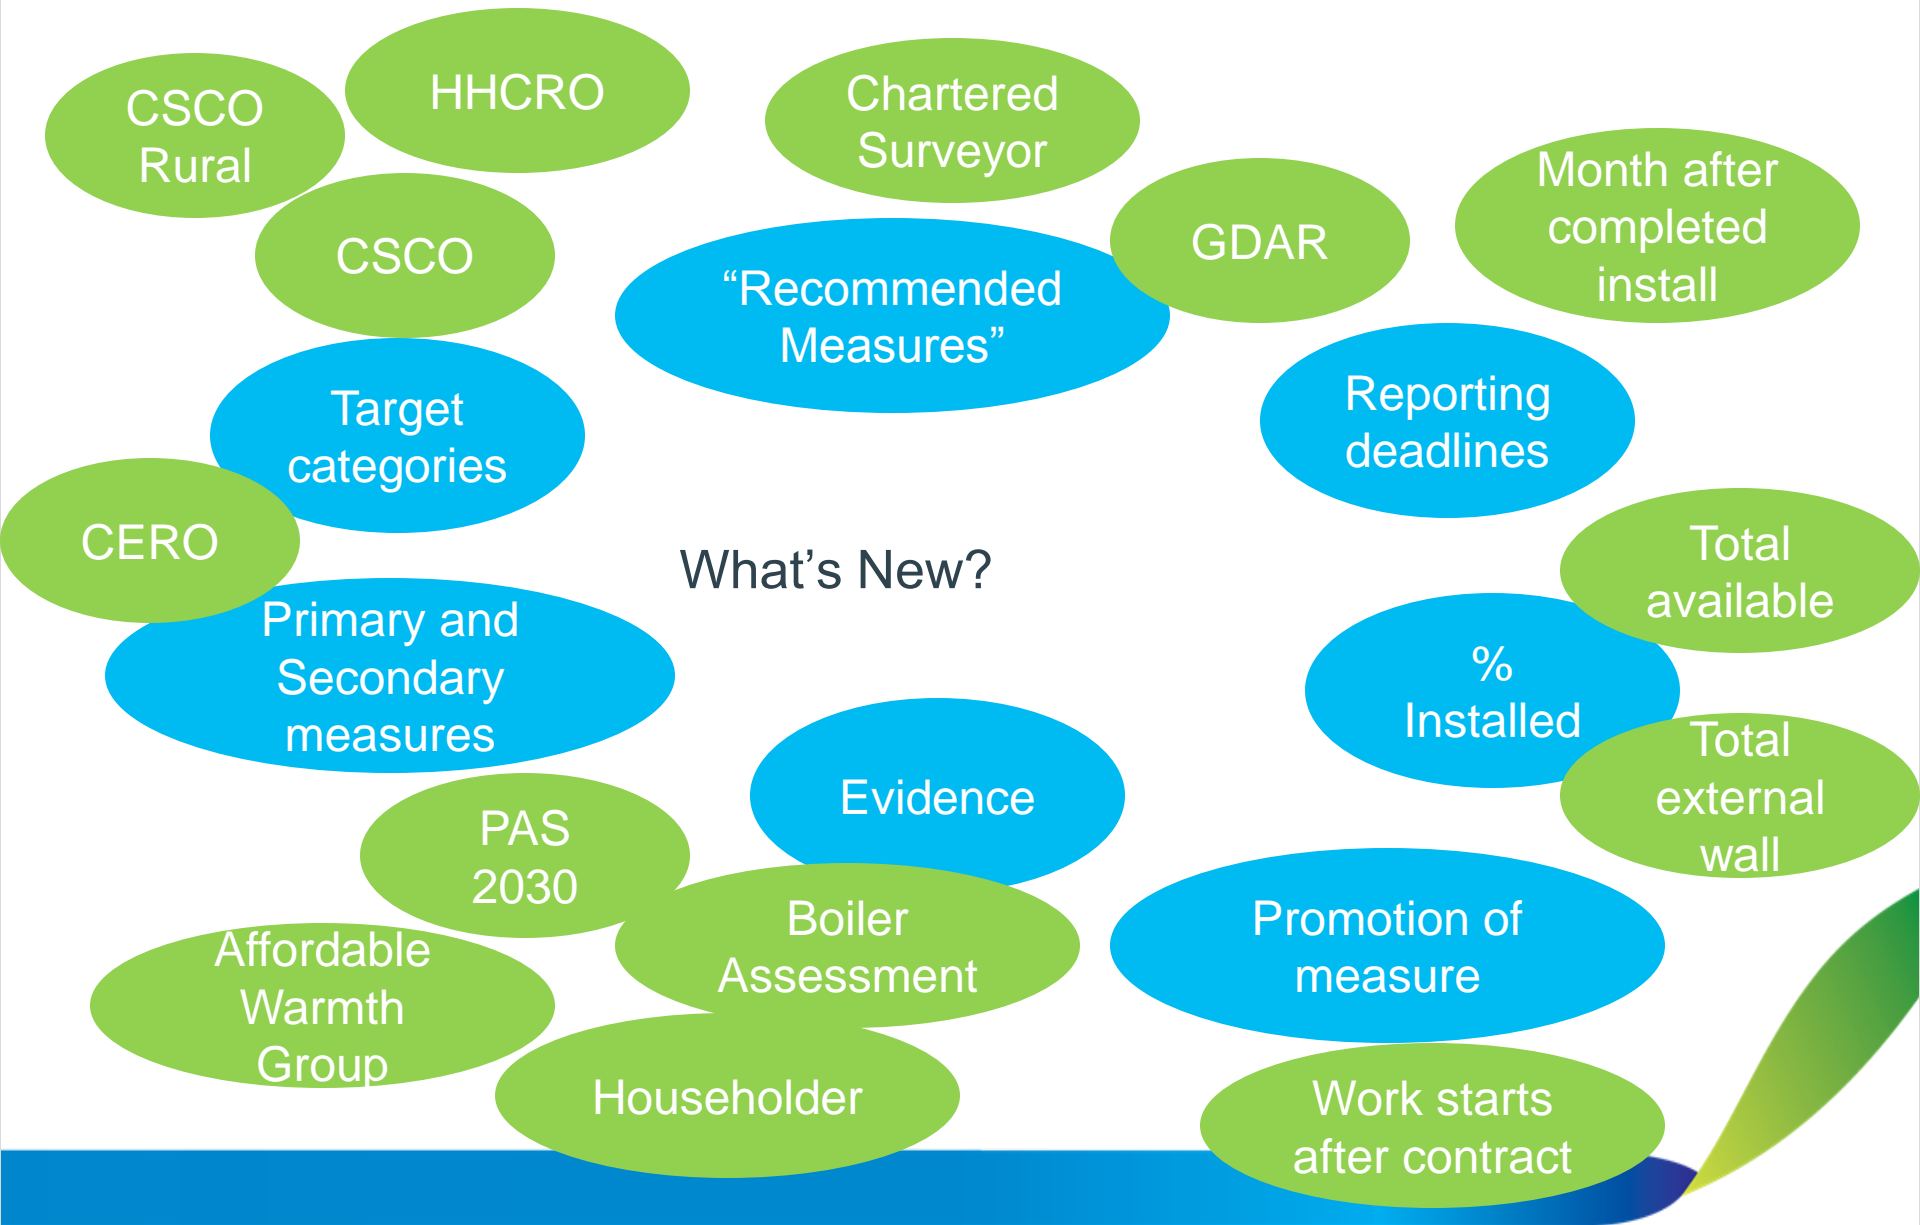 CSCO
Rural
HHCRO
CSCO
Target
categories
CERO
Chartered
Surveyor
GDAR
“Recommended
Measures”
Month after
completed
install
Reporting
deadlines
What’s New?
Primary and
Secondary
measures
Total
available
%
Installed
Total
external
wall
Evidence
PAS
2030
Boiler
Assessment
Affordable
Warmth
Group
Householder
Promotion of
measure
Work starts
after contract